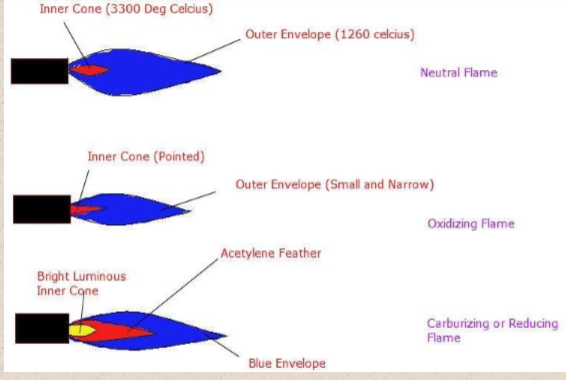 Inner Cone (3300 Deg Celcius)
Outer Envelope (1260 celcius)
Neutral Flame
Inner Cone (Pointed)
Outer Envelope (Small and Narrow)
Oxidizing Flame
Acetylene Feather
Bright Luminous
Inner Cone
Carburizing or Reducing
Flame
Blue Envelope